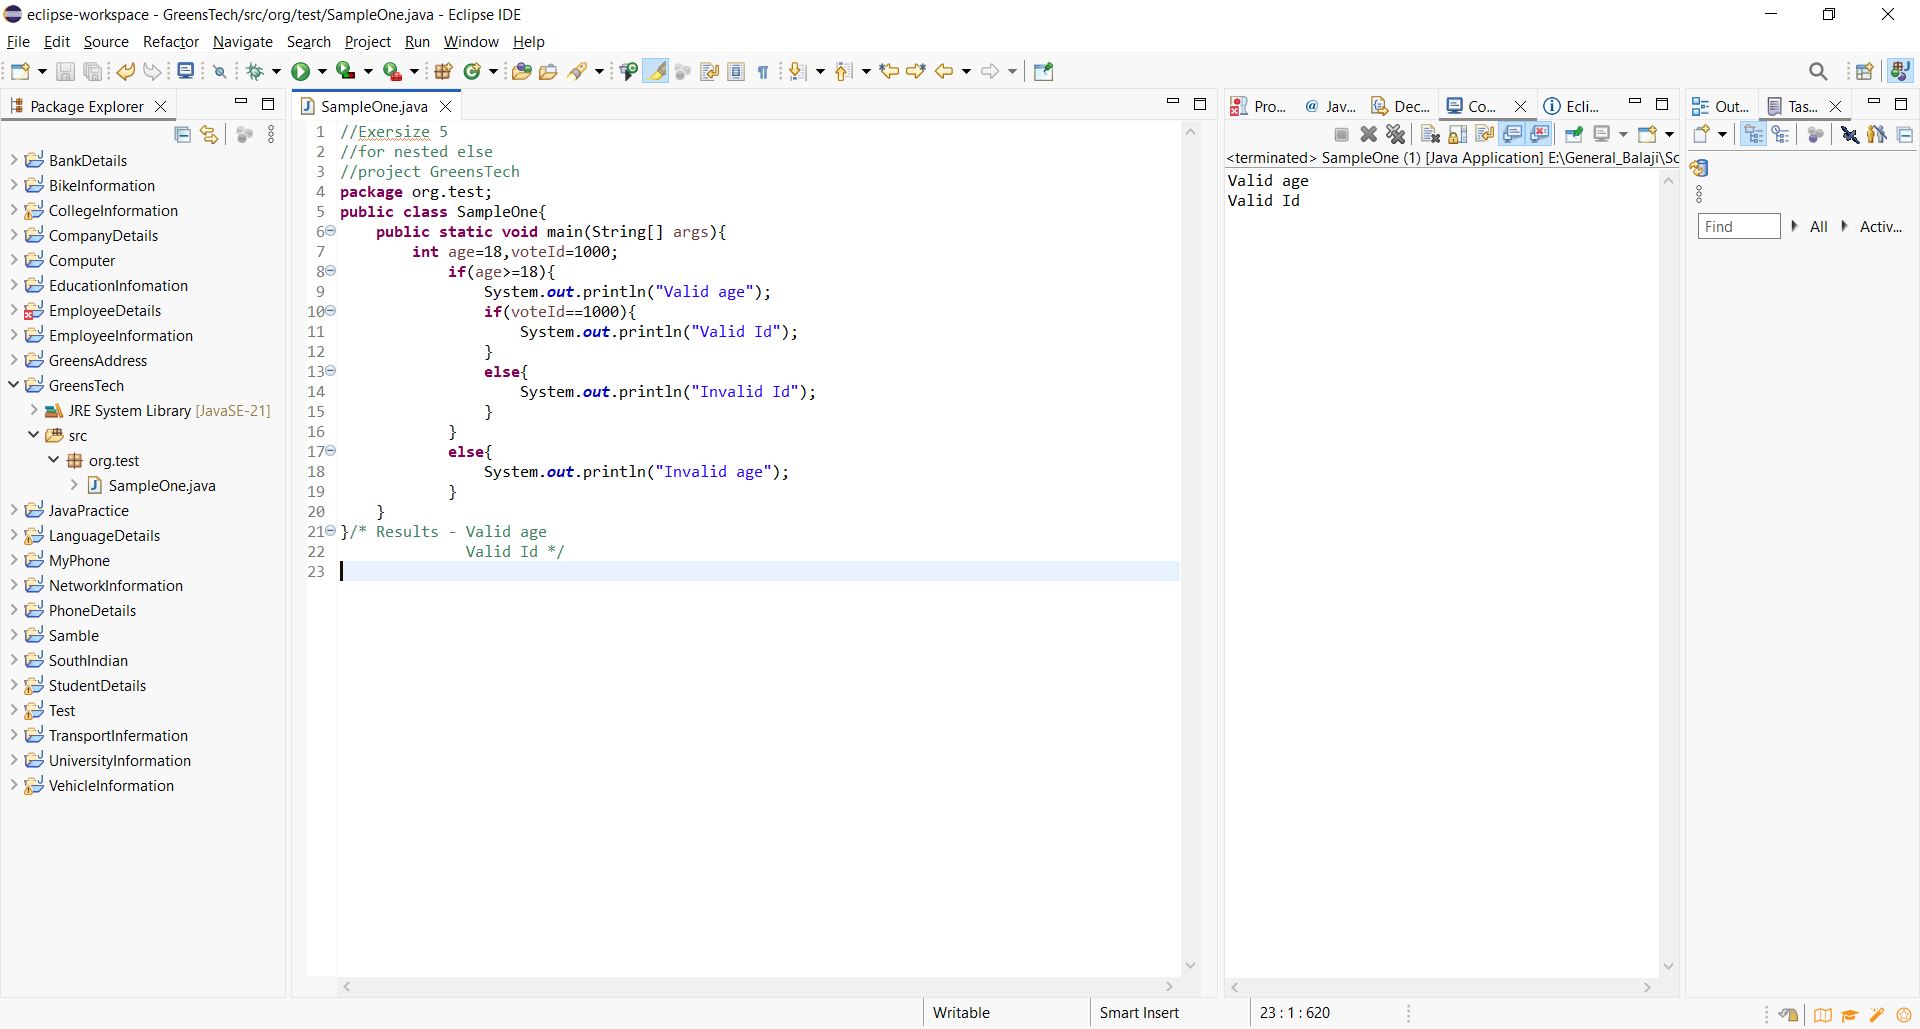 eclipse-workspace - GreensTech/src/org/test/SampleOne.java - Eclipse IDE
File Edit Source Refactor Navigate Search Project Run Window Help
Package Explorer
BankDetails
BikeInformation
CollegeInformation
CompanyDetails
Computer
EducationInfomation
EmployeeDetails
EmployeeInformation
GreensAddress
GreensTech
JRE System Library [JavaSE-21]
src
org.test
SampleOne.java
JavaPractice
LanguageDetails
MyPhone
NetworkInformation
PhoneDetails
Samble
SouthIndian
StudentDetails
Test
TransportInfermation
UniversityInformation
VehicleInformation
SampleOne.java
1 //Exersize 5
2 //for nested else
3 //project GreensTech
4 package org.test;
5 public class SampleOne{
6 public static void main(String[] args){
7 int age=18,voteId=1000;
8 if(age>=18){
9 System.out.println("Valid age");
10 if(voteId==1000){
11 System.out.println("Valid Id");
12 }
13 else{
14 System.out.println("Invalid Id");
15 }
16 }
17 else{
18 System.out.println("Invalid age");
19 }
20 }
21 }/* Results - Valid age
22 Valid Id */
23
Pro... @ Jav... Dec... Co... Ecli...
<terminated> SampleOne (1) [Java Application] E:\General_Balaji\Sc
Valid age
Valid Id
Out... Tas...
Find All Activ...
Writable Smart Insert 23 : 1 : 620